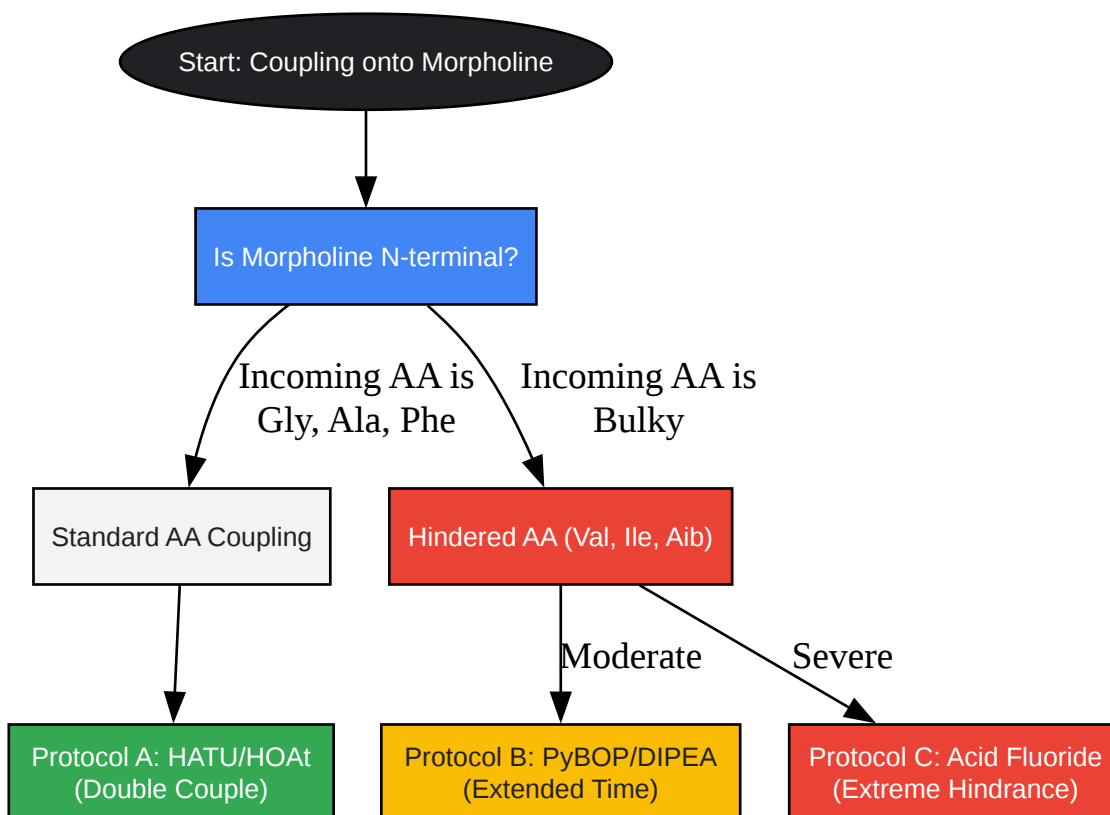 Start: Coupling onto Morpholine
Is Morpholine N-terminal?
Incoming AA is
Gly, Ala, Phe
Incoming AA is
Bulky
Standard AA Coupling
Hindered AA (Val, Ile, Aib)
Moderate
Severe
Protocol A: HATU/HOAt
(Double Couple)
Protocol B: PyBOP/DIPEA
(Extended Time)
Protocol C: Acid Fluoride
(Extreme Hindrance)